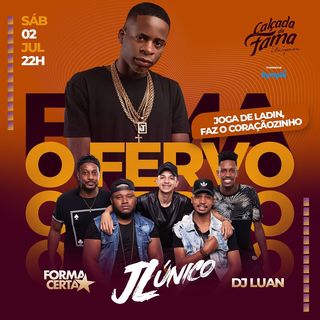 SÁB
02
JUL
22H
Calçada da
Fama
JOGA DE LADIN,
FAZ O CORAÇÃOZINHO
O FERVO
FORMA
CERTA
JL ÚNICO
DJ LUAN